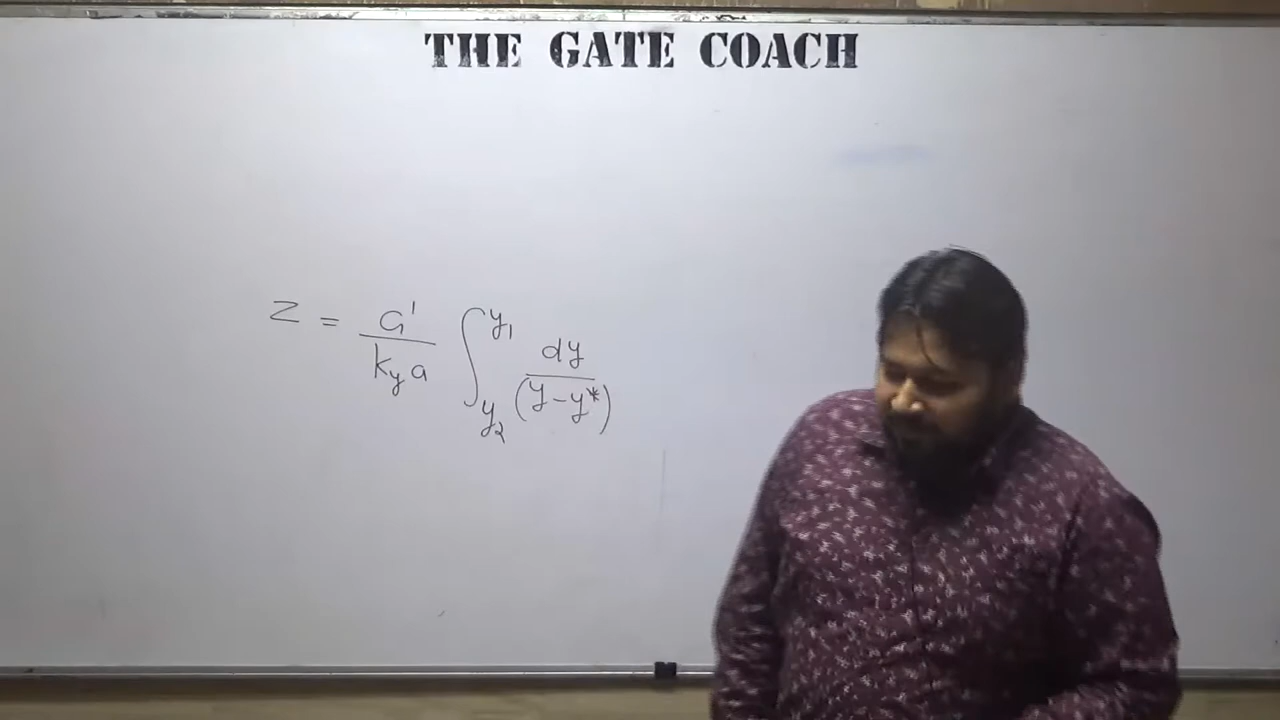 THE GATE COACH
Z = G' / (k_y a) ∫_{y_2}^{y_1} dy / (y - y*)